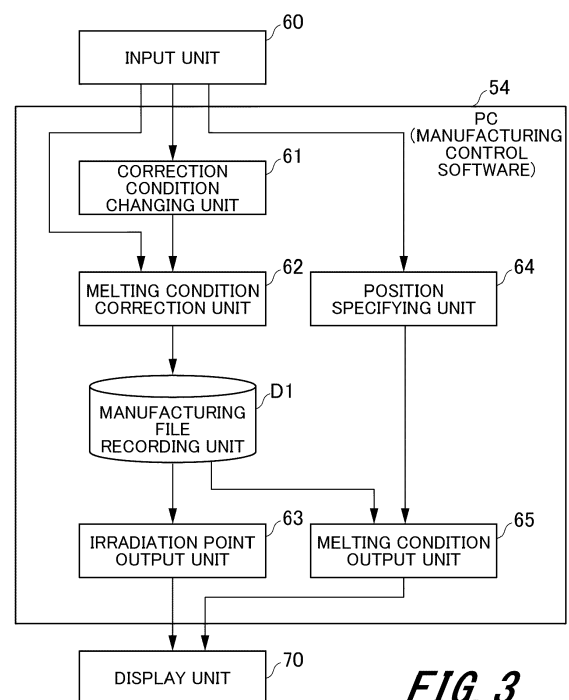 60
INPUT UNIT
54
PC
(MANUFACTURING
CONTROL
SOFTWARE)
61
CORRECTION
CONDITION
CHANGING UNIT
62
MELTING CONDITION
CORRECTION UNIT
64
POSITION
SPECIFYING UNIT
D1
MANUFACTURING
FILE
RECORDING UNIT
63
IRRADIATION POINT
OUTPUT UNIT
65
MELTING CONDITION
OUTPUT UNIT
70
DISPLAY UNIT
FIG. 3